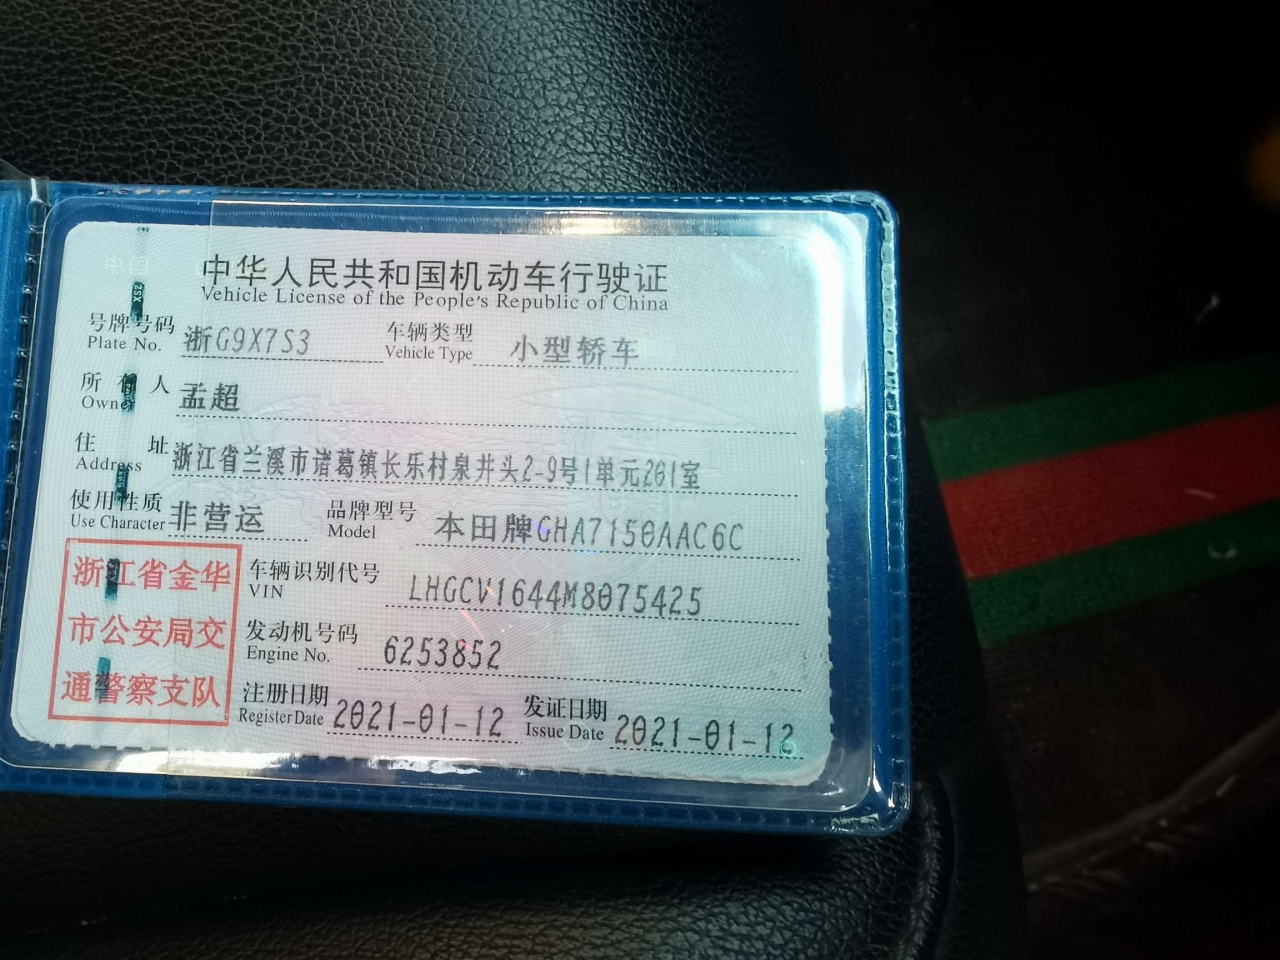 中华人民共和国机动车行驶证
Vehicle License of the People's Republic of China
号牌号码 浙G9X7S3 车辆类型 小型轿车
Plate No. Vehicle Type
所有人 孟超
Owner
住址 浙江省兰溪市诸葛镇长乐村泉井头2-9号1单元201室
Address
使用性质 非营运 品牌型号 本田牌GHA7150AAC6C
Use Character Model
浙江省金华
市公安局交
通警察支队
车辆识别代号 LHGCV1644M8075425
VIN
发动机号码 6253852
Engine No.
注册日期 2021-01-12 发证日期 2021-01-12
Register Date Issue Date